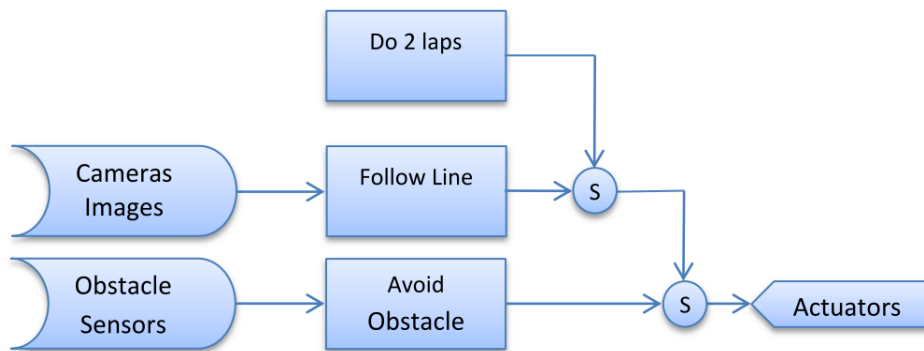 Do 2 laps
Cameras
Images
Follow Line
S
Obstacle
Sensors
Avoid
Obstacle
S
Actuators